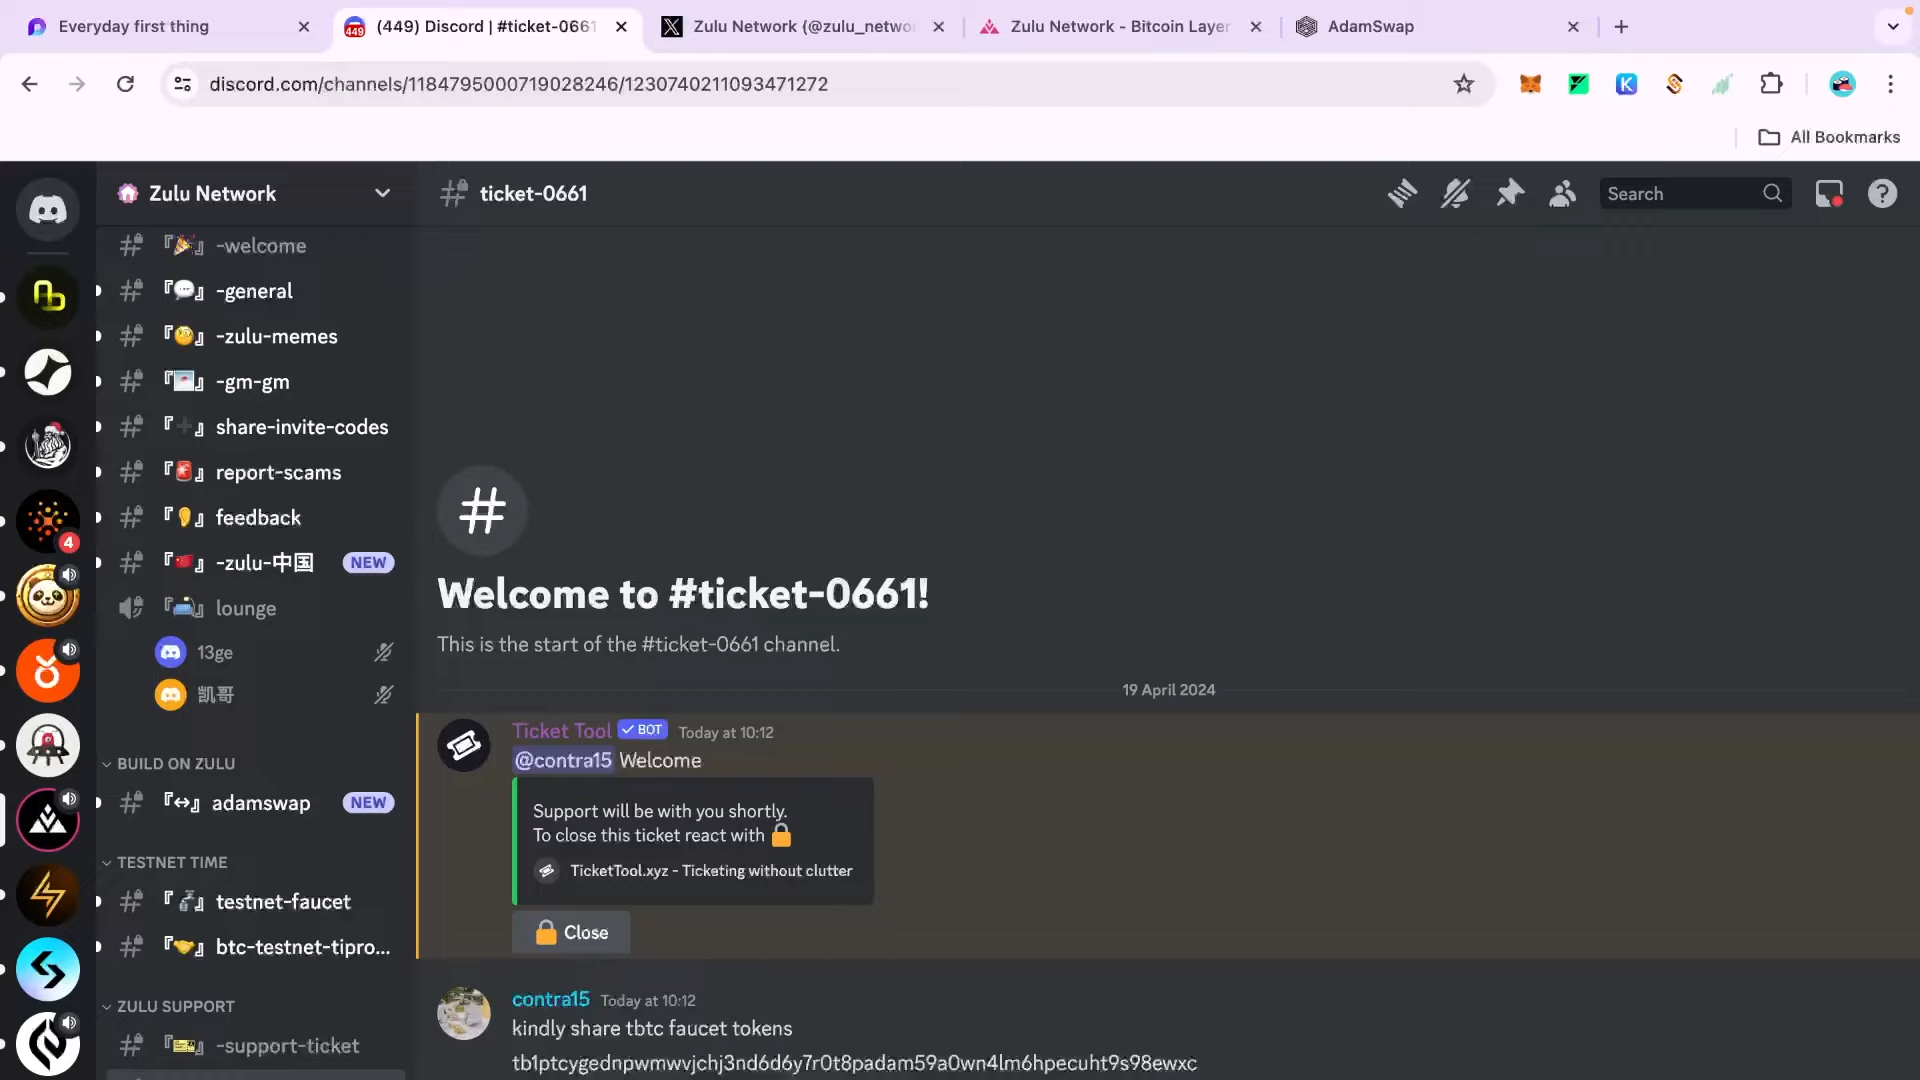 Everyday first thing
(449) Discord | #ticket-0661
Zulu Network (@zulu_netwo
Zulu Network - Bitcoin Layer
AdamSwap
discord.com/channels/1184795000719028246/1230740211093471272
All Bookmarks
Zulu Network
ticket-0661
Search
-welcome
-general
-zulu-memes
-gm-gm
share-invite-codes
report-scams
feedback
-zulu-中国 NEW
lounge
13ge
凯哥
BUILD ON ZULU
adamswap NEW
TESTNET TIME
testnet-faucet
btc-testnet-tipro...
ZULU SUPPORT
-support-ticket
4
Welcome to #ticket-0661!
This is the start of the #ticket-0661 channel.
19 April 2024
Ticket Tool BOT Today at 10:12
@contra15 Welcome
Support will be with you shortly.
To close this ticket react with
TicketTool.xyz - Ticketing without clutter
Close
contra15 Today at 10:12
kindly share tbtc faucet tokens
tb1ptcygednpwmwvjchj3nd6d6y7r0t8padam59a0wn4lm6hpecuht9s98ewxc